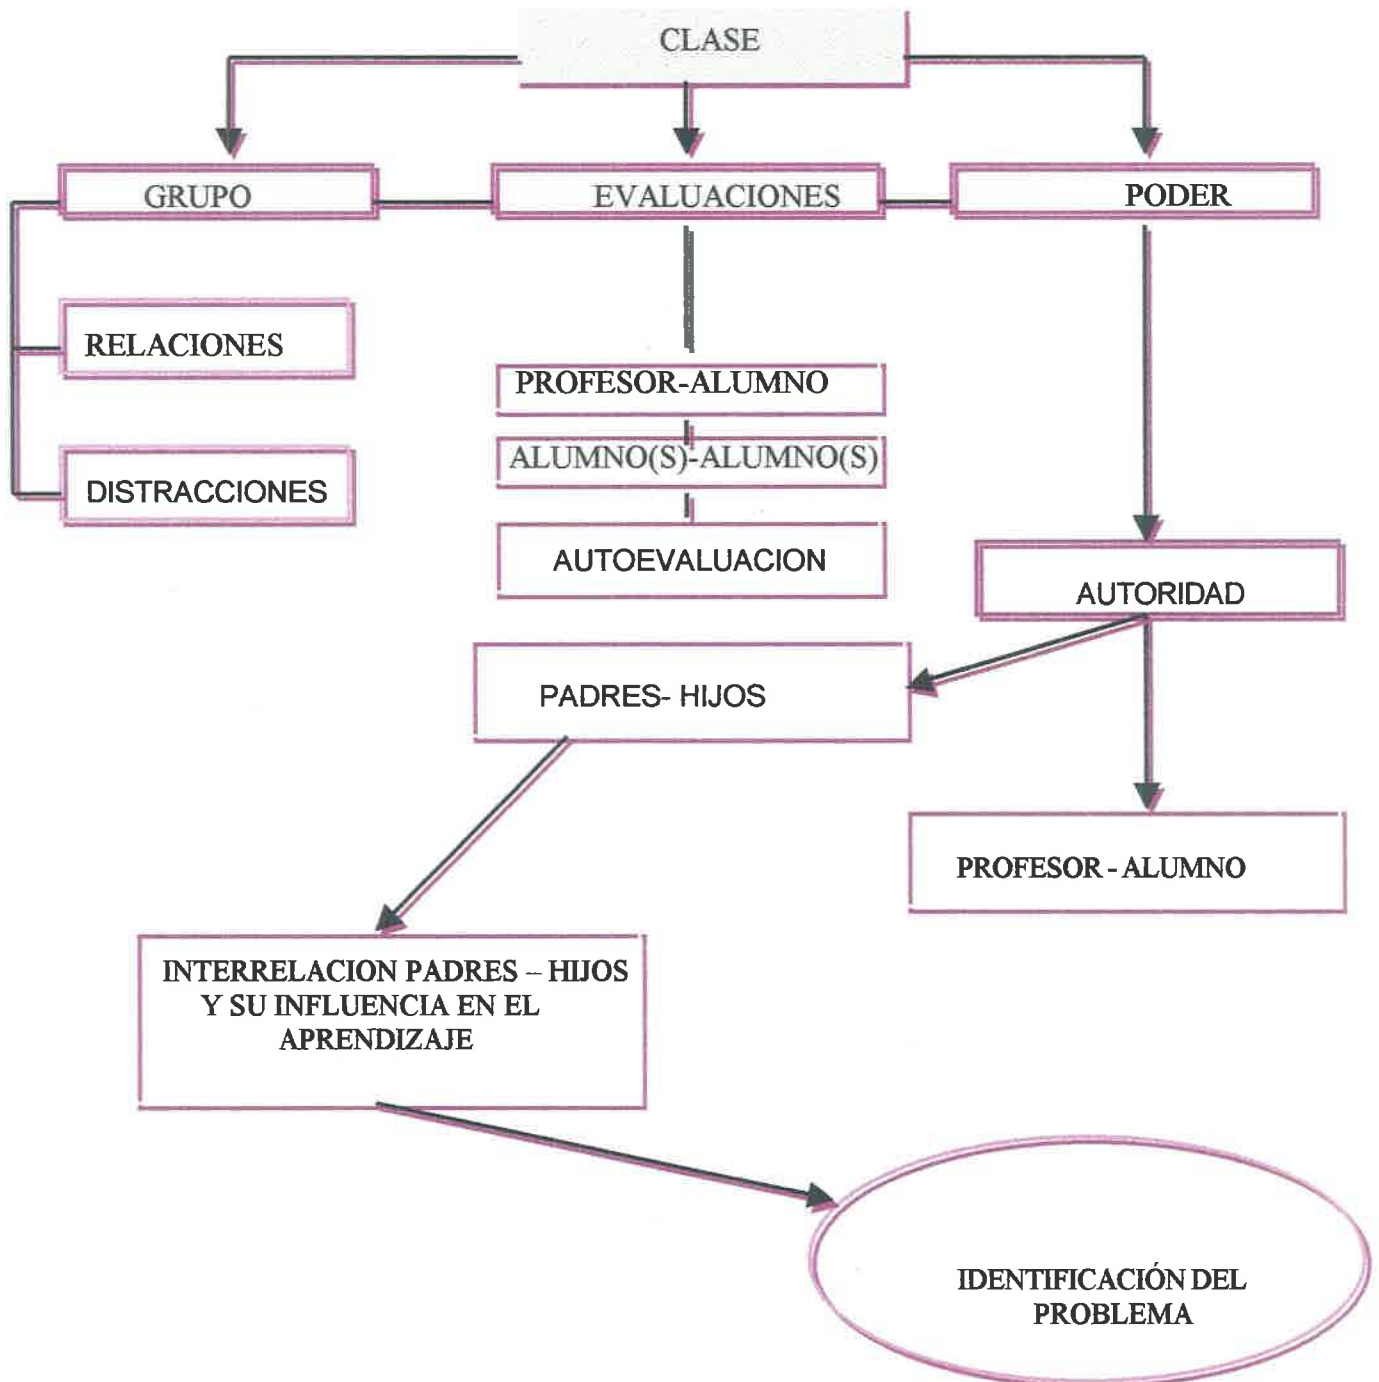 CLASE
GRUPO
EVALUACIONES
PODER
RELACIONES
PROFESOR-ALUMNO
ALUMNO(S)-ALUMNO(S)
DISTRACCIONES
AUTOEVALUACION
AUTORIDAD
PADRES- HIJOS
PROFESOR - ALUMNO
INTERRELACION PADRES – HIJOS
Y SU INFLUENCIA EN EL
APRENDIZAJE
IDENTIFICACIÓN DEL
PROBLEMA